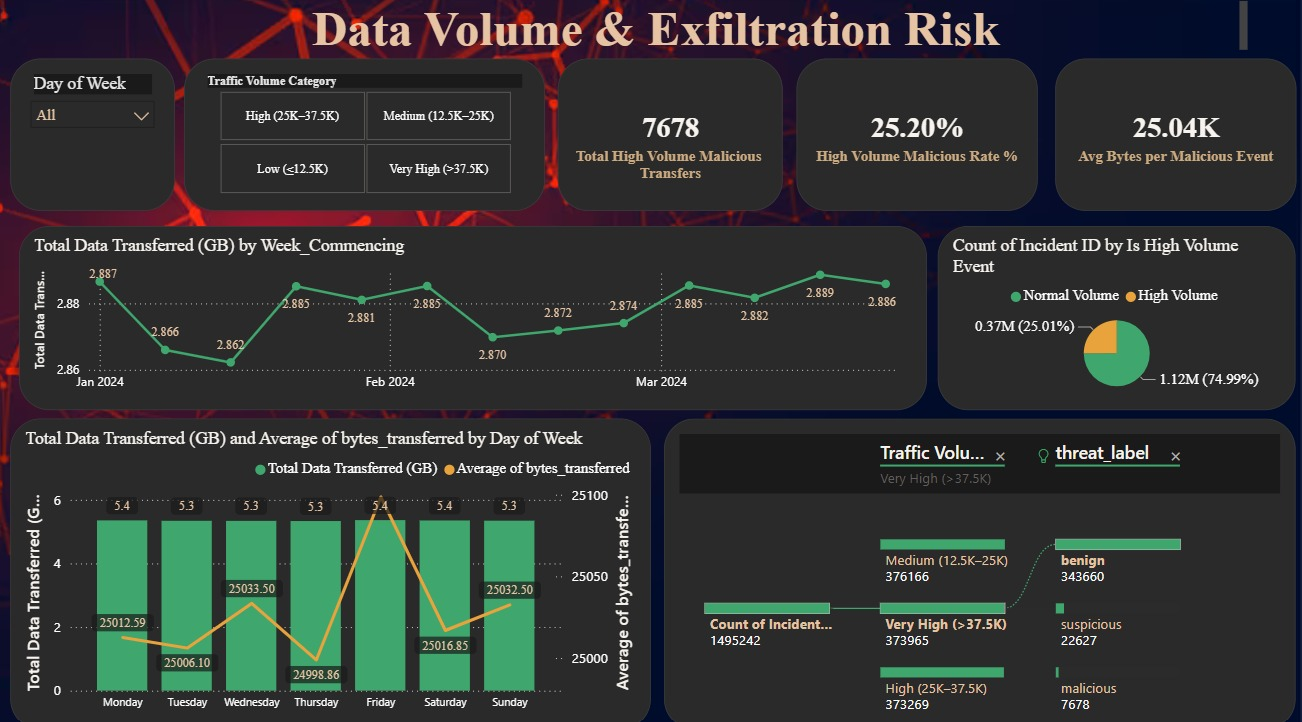 Data Volume & Exfiltration Risk
Day of Week
All
Traffic Volume Category
High (25K–37.5K)
Medium (12.5K–25K)
Low (≤12.5K)
Very High (>37.5K)
7678
Total High Volume Malicious
Transfers
25.20%
High Volume Malicious Rate %
25.04K
Avg Bytes per Malicious Event
Total Data Transferred (GB) by Week_Commencing
Total Data Trans...
2.88
2.86
2.887
2.866
2.862
2.885
2.881
2.885
2.870
2.872
2.874
2.885
2.882
2.889
2.886
Jan 2024
Feb 2024
Mar 2024
Count of Incident ID by Is High Volume
Event
Normal Volume
High Volume
0.37M (25.01%)
1.12M (74.99%)
Total Data Transferred (GB) and Average of bytes_transferred by Day of Week
Total Data Transferred (GB)
Average of bytes_transferred
Total Data Transferred (G...
6
4
2
0
5.4
5.3
5.3
5.3
5.4
5.4
5.3
25012.59
25006.10
25033.50
24998.86
25016.85
25032.50
25100
25050
25000
Average of bytes_transfe...
Monday
Tuesday
Wednesday
Thursday
Friday
Saturday
Sunday
Traffic Volu...
Very High (>37.5K)
threat_label
Count of Incident...
1495242
Medium (12.5K–25K)
376166
Very High (>37.5K)
373965
High (25K–37.5K)
373269
benign
343660
suspicious
22627
malicious
7678